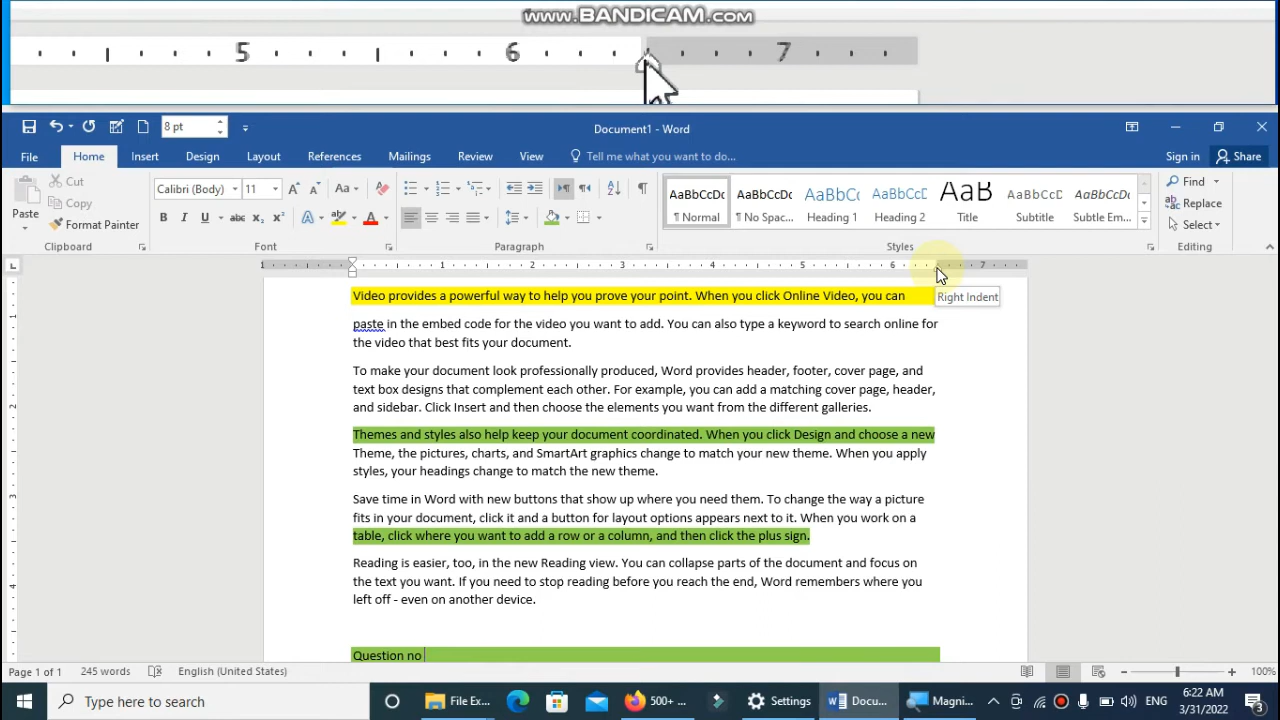 www.BANDICAM.com
5 6 7
8 pt
Document1 - Word
File Home Insert Design Layout References Mailings Review View Tell me what you want to do... Sign in Share
Paste
Cut
Copy
Format Painter
Clipboard
Calibri (Body) 11
Font
Paragraph
AaBbCcDc AaBbCcDc AaBbCc AaBbCcD AaB AaBbCcD AaBbCcDc
¶ Normal ¶ No Spac... Heading 1 Heading 2 Title Subtitle Subtle Em...
Styles
Find
Replace
Select
Editing
1 1 2 3 4 5 6 7
Right Indent
Video provides a powerful way to help you prove your point. When you click Online Video, you can
paste in the embed code for the video you want to add. You can also type a keyword to search online for
the video that best fits your document.
To make your document look professionally produced, Word provides header, footer, cover page, and
text box designs that complement each other. For example, you can add a matching cover page, header,
and sidebar. Click Insert and then choose the elements you want from the different galleries.
Themes and styles also help keep your document coordinated. When you click Design and choose a new
Theme, the pictures, charts, and SmartArt graphics change to match your new theme. When you apply
styles, your headings change to match the new theme.
Save time in Word with new buttons that show up where you need them. To change the way a picture
fits in your document, click it and a button for layout options appears next to it. When you work on a
table, click where you want to add a row or a column, and then click the plus sign.
Reading is easier, too, in the new Reading view. You can collapse parts of the document and focus on
the text you want. If you need to stop reading before you reach the end, Word remembers where you
left off - even on another device.
Question no
Page 1 of 1 245 words English (United States) 100%
Type here to search
File Ex... 500+ ... Settings Docu... Magni...
ENG
6:22 AM
3/31/2022
3